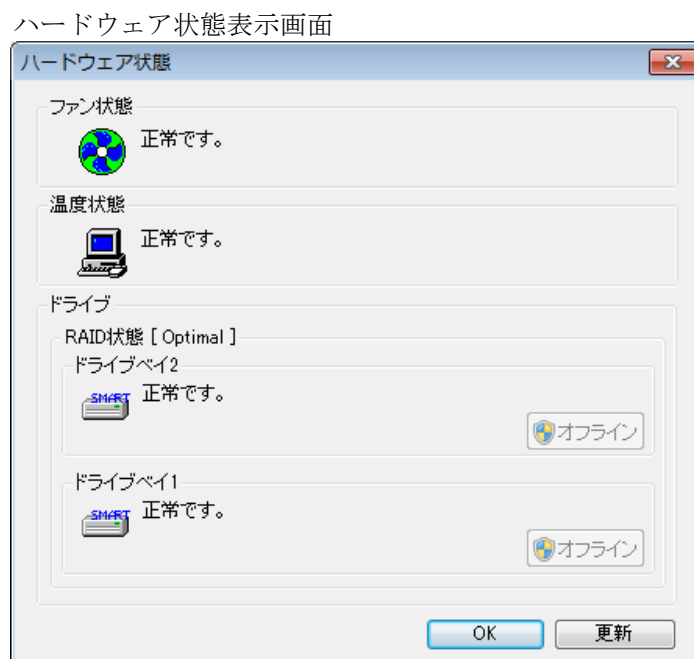 ハードウェア状態表示画面
ハードウェア状態
ファン状態
正常です。
温度状態
正常です。
ドライブ
RAID状態 [ Optimal ]
ドライブベイ2
SMART 正常です。
オフライン
ドライブベイ1
SMART 正常です。
オフライン
OK 更新